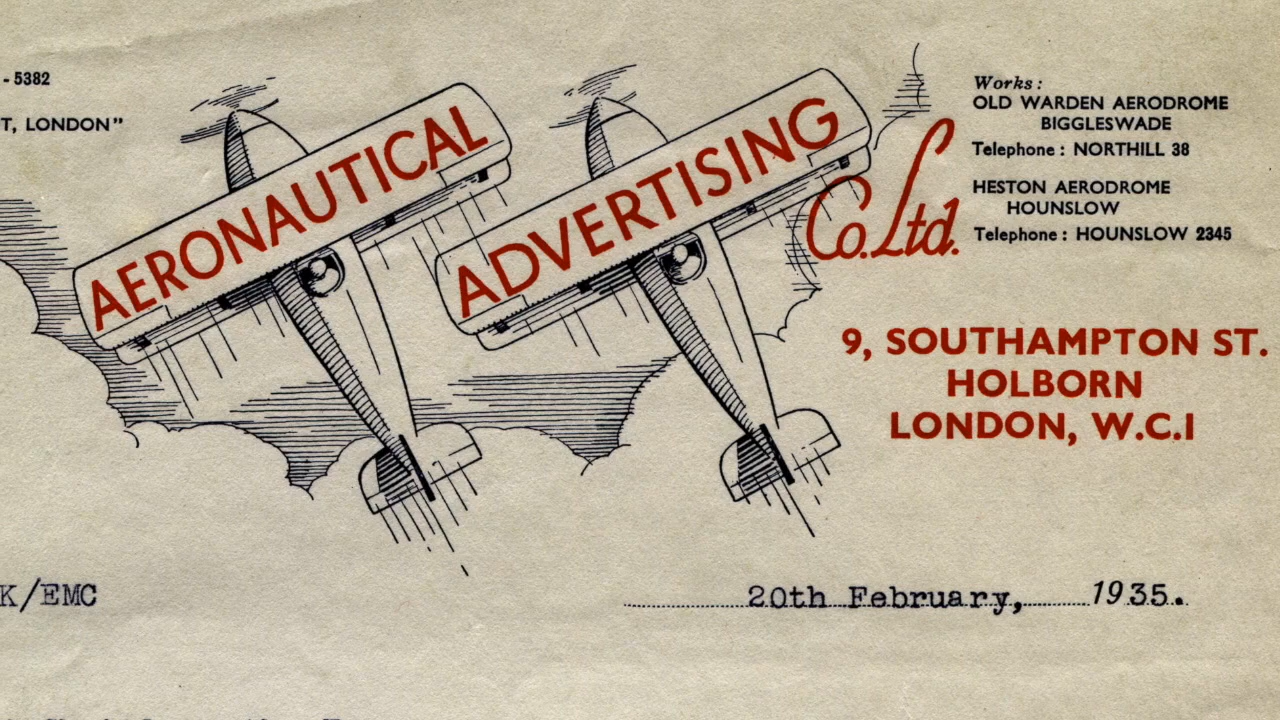 - 5382
T, LONDON”
AERONAUTICAL
ADVERTISING
Co. Ltd.
Works:
OLD WARDEN AERODROME
BIGGLESWADE
Telephone: NORTHILL 38
HESTON AERODROME
HOUNSLOW
Telephone: HOUNSLOW 2345
9, SOUTHAMPTON ST.
HOLBORN
LONDON, W.C.1
K/EMC
20th February, 1935.